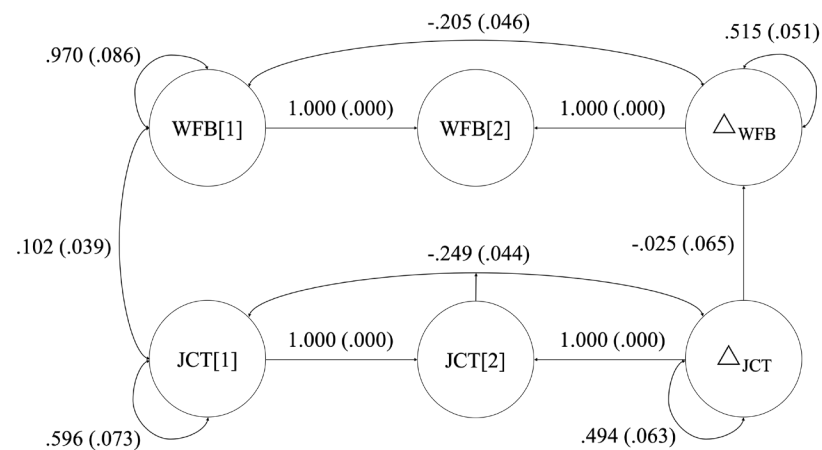 -.205 (.046)
.515 (.051)
.970 (.086)
1.000 (.000)
1.000 (.000)
WFB[1]
WFB[2]
△WFB
.102 (.039)
-.249 (.044)
-.025 (.065)
1.000 (.000)
1.000 (.000)
JCT[1]
JCT[2]
△JCT
.596 (.073)
.494 (.063)